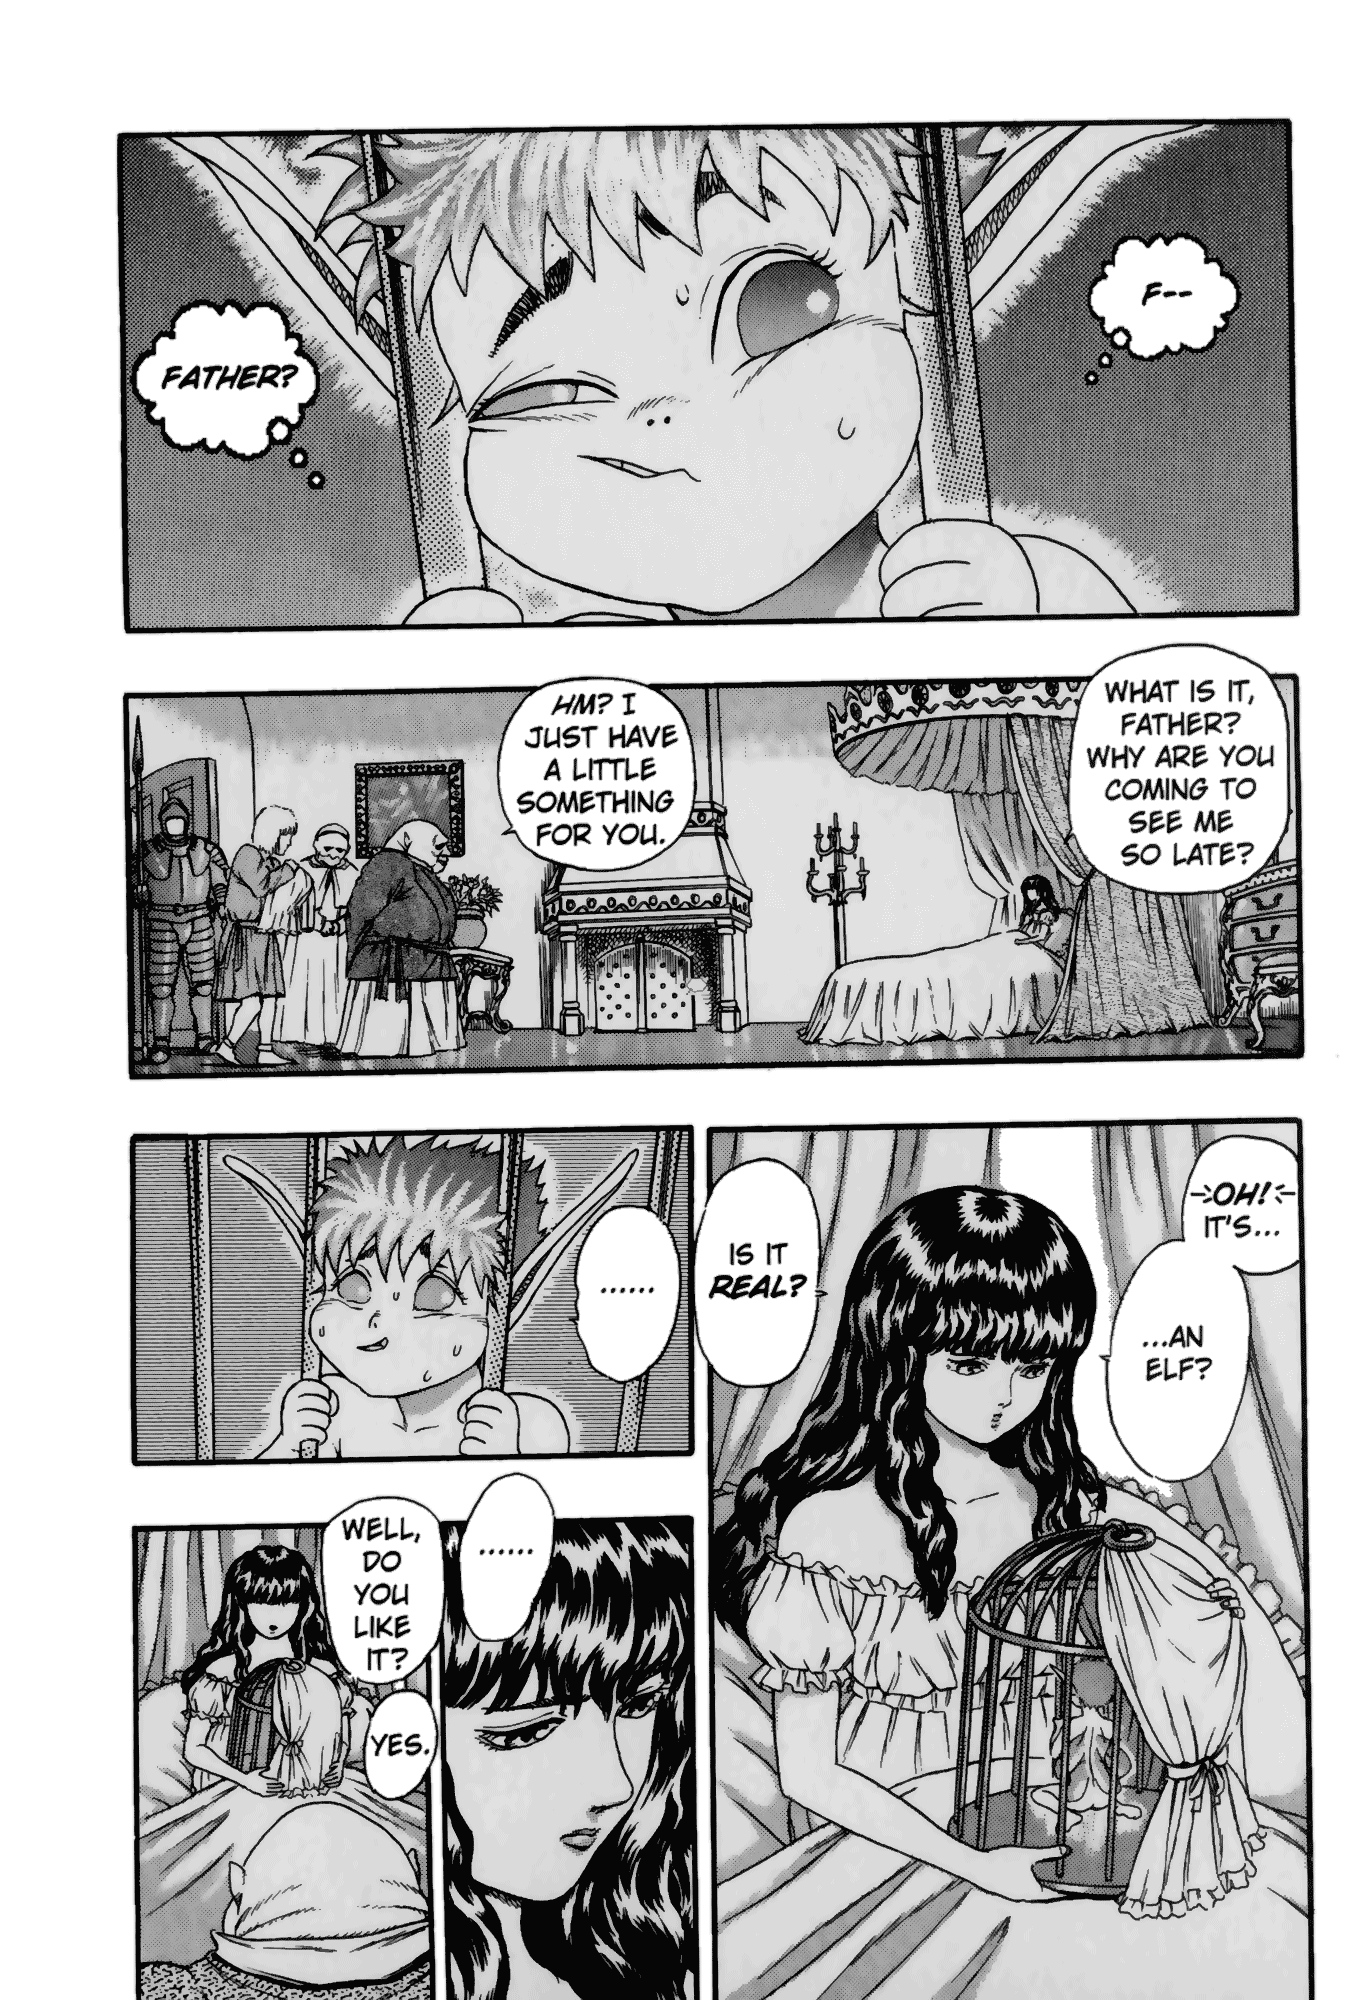 F--
FATHER?
WHAT IS IT,
FATHER?
WHY ARE YOU
COMING TO
SEE ME
SO LATE?
HM? I
JUST HAVE
A LITTLE
SOMETHING
FOR YOU.
OH!
IT'S...
...AN
ELF?
IS IT
REAL?
......
......
WELL,
DO
YOU
LIKE
IT?
YES.